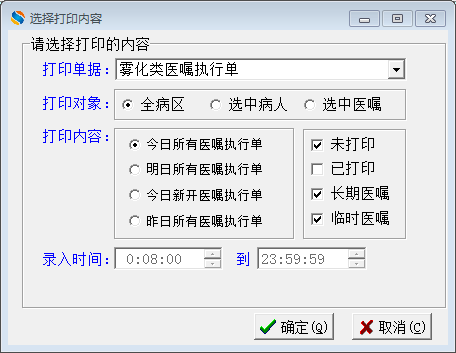 选择打印内容
请选择打印的内容
打印单据: 雾化类医嘱执行单
打印对象: 全病区 选中病人 选中医嘱
打印内容: 今日所有医嘱执行单 未打印
明日所有医嘱执行单 已打印
今日新开医嘱执行单 长期医嘱
昨日所有医嘱执行单 临时医嘱
录入时间: 0:08:00 到 23:59:59
确定(Q) 取消(C)